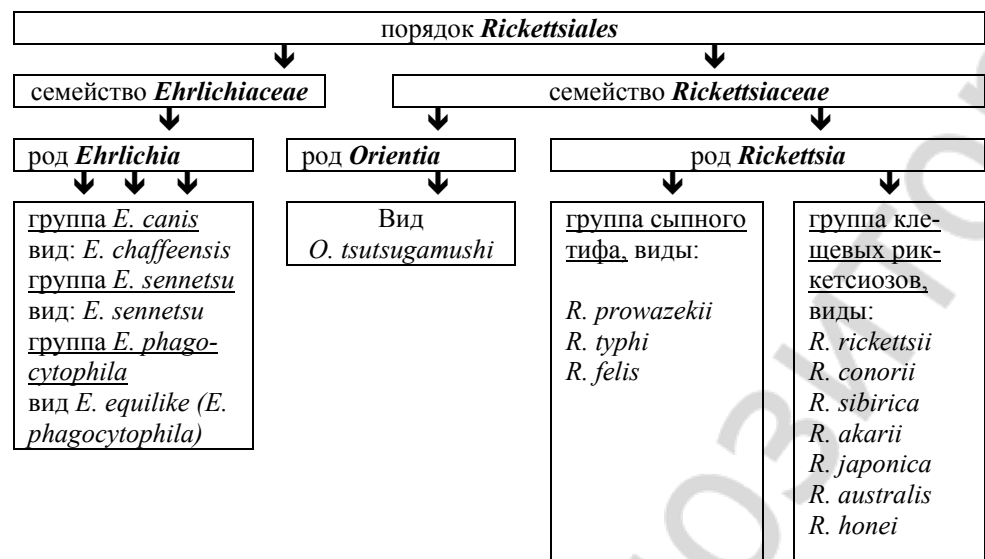 порядок Rickettsiales
семейство Ehrlichiaceae
семейство Rickettsiaceae
род Ehrlichia
род Orientia
род Rickettsia
группа E. canis
вид: E. chaffeensis
группа E. sennetsu
вид: E. sennetsu
группа E. phago-
cytophila
вид E. equilike (E.
phagocytophila)
Вид
O. tsutsugamushi
группа сыпного
тифа, виды:
R. prowazekii
R. typhi
R. felis
группа кле-
щевых рик-
кетсиозов,
виды:
R. rickettsii
R. conorii
R. sibirica
R. akarii
R. japonica
R. australis
R. honei